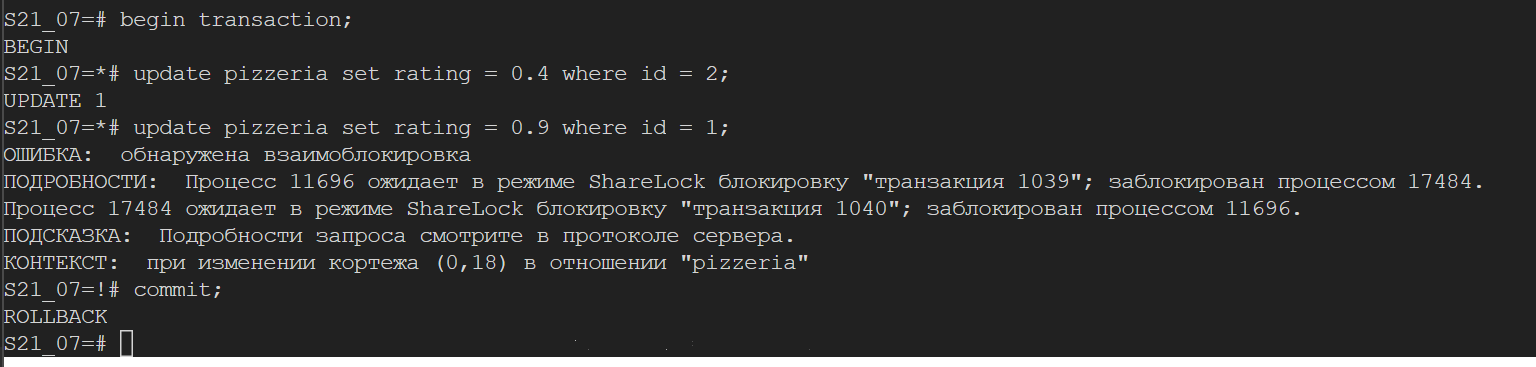 S21_07=# begin transaction;
BEGIN
S21_07=*# update pizzeria set rating = 0.4 where id = 2;
UPDATE 1
S21_07=*# update pizzeria set rating = 0.9 where id = 1;
ОШИБКА:  обнаружена взаимоблокировка
ПОДРОБНОСТИ:  Процесс 11696 ожидает в режиме ShareLock блокировку "транзакция 1039"; заблокирован процессом 17484.
Процесс 17484 ожидает в режиме ShareLock блокировку "транзакция 1040"; заблокирован процессом 11696.
ПОДСКАЗКА:  Подробности запроса смотрите в протоколе сервера.
КОНТЕКСТ:  при изменении кортежа (0,18) в отношении "pizzeria"
S21_07=!# commit;
ROLLBACK
S21_07=#